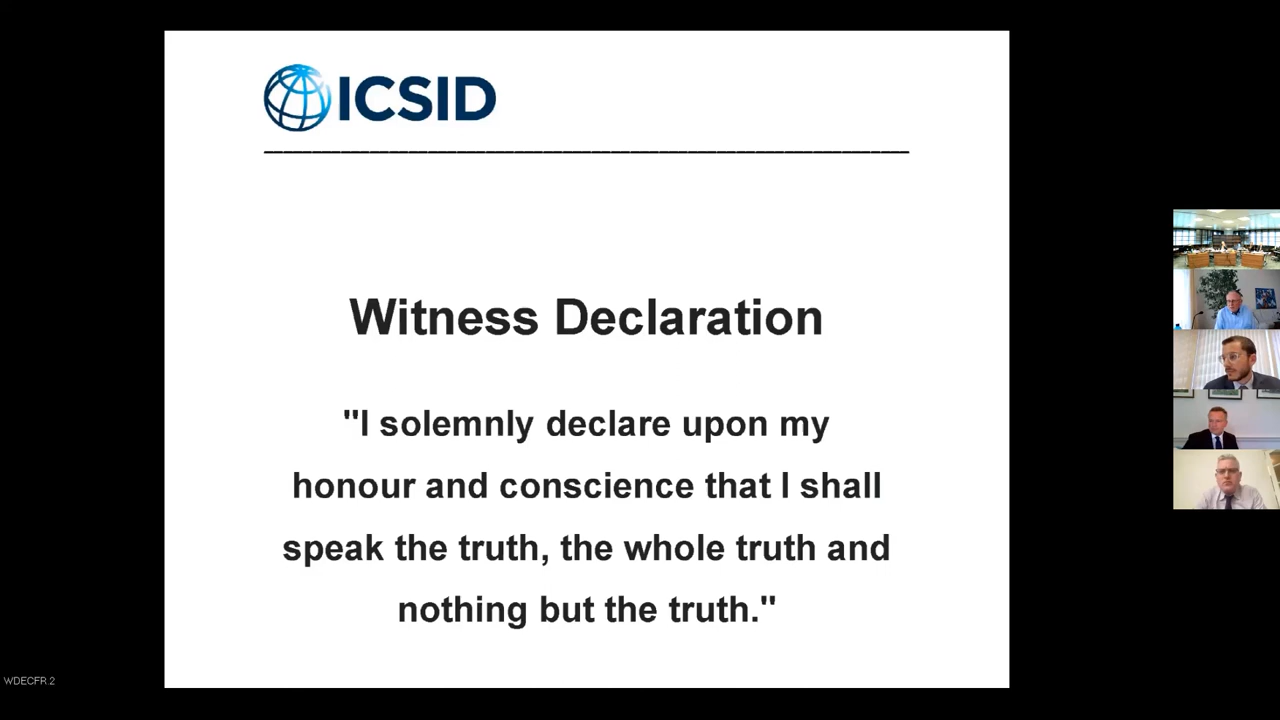 ICSID
Witness Declaration
"I solemnly declare upon my
honour and conscience that I shall
speak the truth, the whole truth and
nothing but the truth."
WDECFR.2